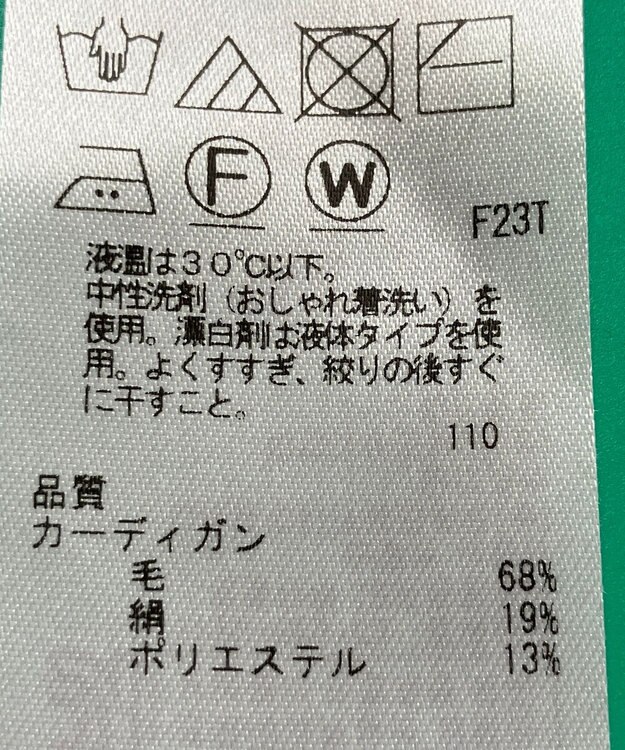 F W
F23T
液温は30℃以下。
中性洗剤（おしゃれ着洗い）を
使用。漂白剤は液体タイプを使
用。よくすすぎ、絞りの後すぐ
に干すこと。
110
品質
カーディガン
毛 68%
絹 19%
ポリエステル 13%